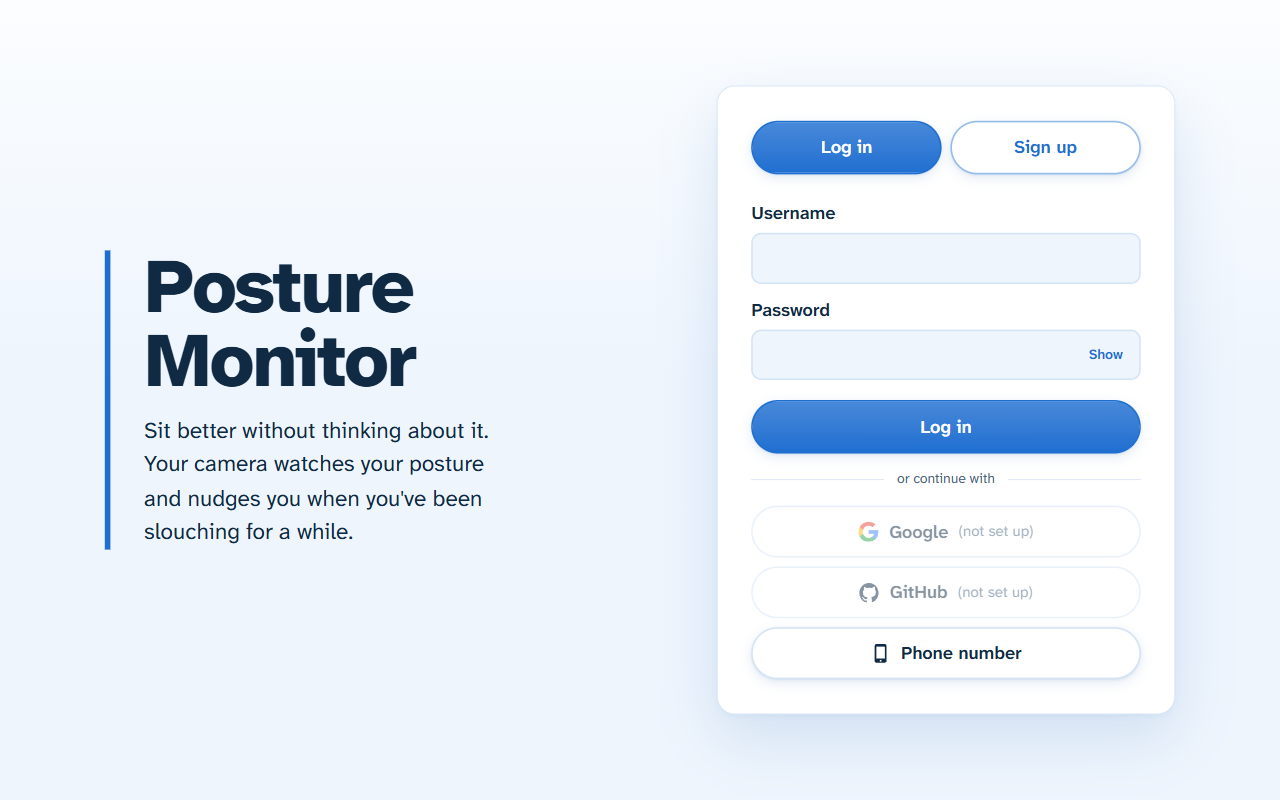 Posture
Monitor
Sit better without thinking about it.
Your camera watches your posture
and nudges you when you've been
slouching for a while.
Log in
Sign up
Username
Password
Show
Log in
or continue with
Google (not set up)
GitHub (not set up)
Phone number